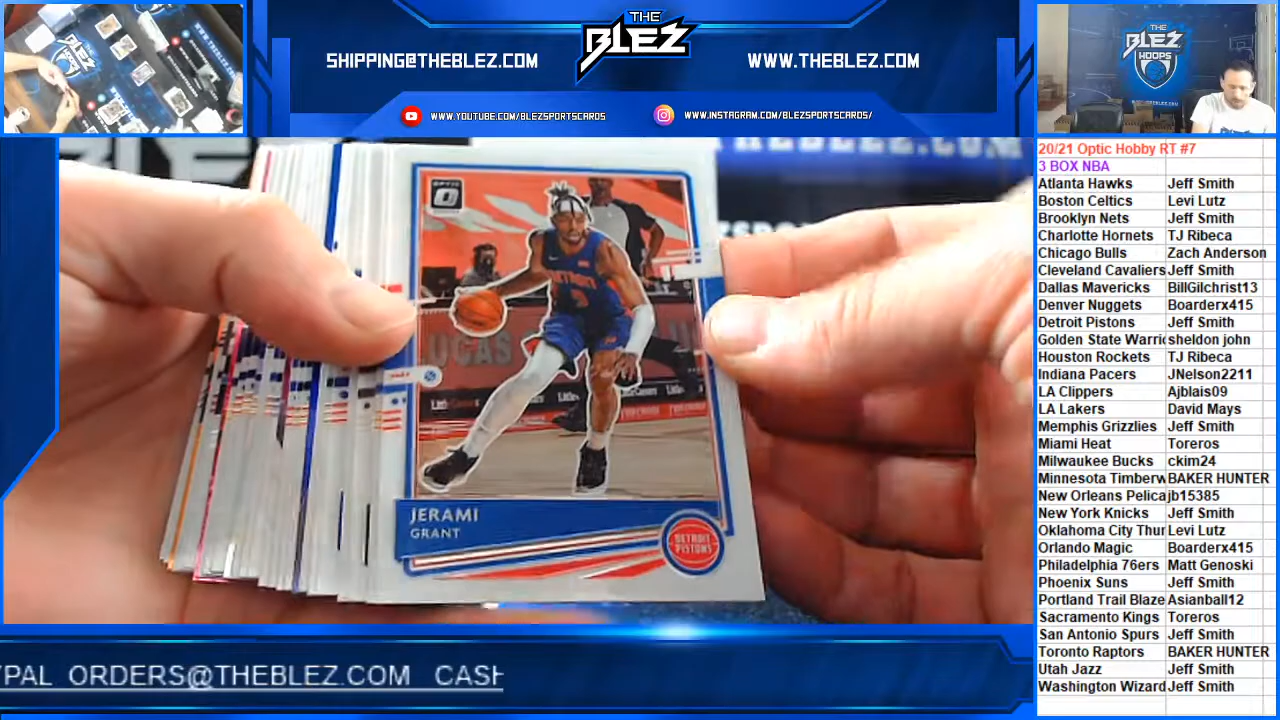 SHIPPING@THEBLEZ.COM
THE
BLEZ
WWW.THEBLEZ.COM
WWW.YOUTUBE.COM/BLEZSPORTSCARDS
WWW.INSTAGRAM.COM/BLEZSPORTSCARDS/
THE
BLEZ
HOOPS
20/21 Optic Hobby RT #7
3 BOX NBA
Atlanta Hawks Jeff Smith
Boston Celtics Levi Lutz
Brooklyn Nets Jeff Smith
Charlotte Hornets TJ Ribeca
Chicago Bulls Zach Anderson
Cleveland Cavaliers Jeff Smith
Dallas Mavericks BillGilchrist13
Denver Nuggets Boarderx415
Detroit Pistons Jeff Smith
Golden State Warri sheldon john
Houston Rockets TJ Ribeca
Indiana Pacers JNelson2211
LA Clippers Ajblais09
LA Lakers David Mays
Memphis Grizzlies Jeff Smith
Miami Heat Toreros
Milwaukee Bucks ckim24
Minnesota Timberw BAKER HUNTER
New Orleans Pelica jb15385
New York Knicks Jeff Smith
Oklahoma City Thur Levi Lutz
Orlando Magic Boarderx415
Philadelphia 76ers Matt Genoski
Phoenix Suns Jeff Smith
Portland Trail Blaze Asianball12
Sacramento Kings Toreros
San Antonio Spurs Jeff Smith
Toronto Raptors BAKER HUNTER
Utah Jazz Jeff Smith
Washington Wizard Jeff Smith
OPTIC
DETROIT
9
JERAMI
GRANT
DETROIT
PISTONS
YPAL ORDERS@THEBLEZ.COM CASH